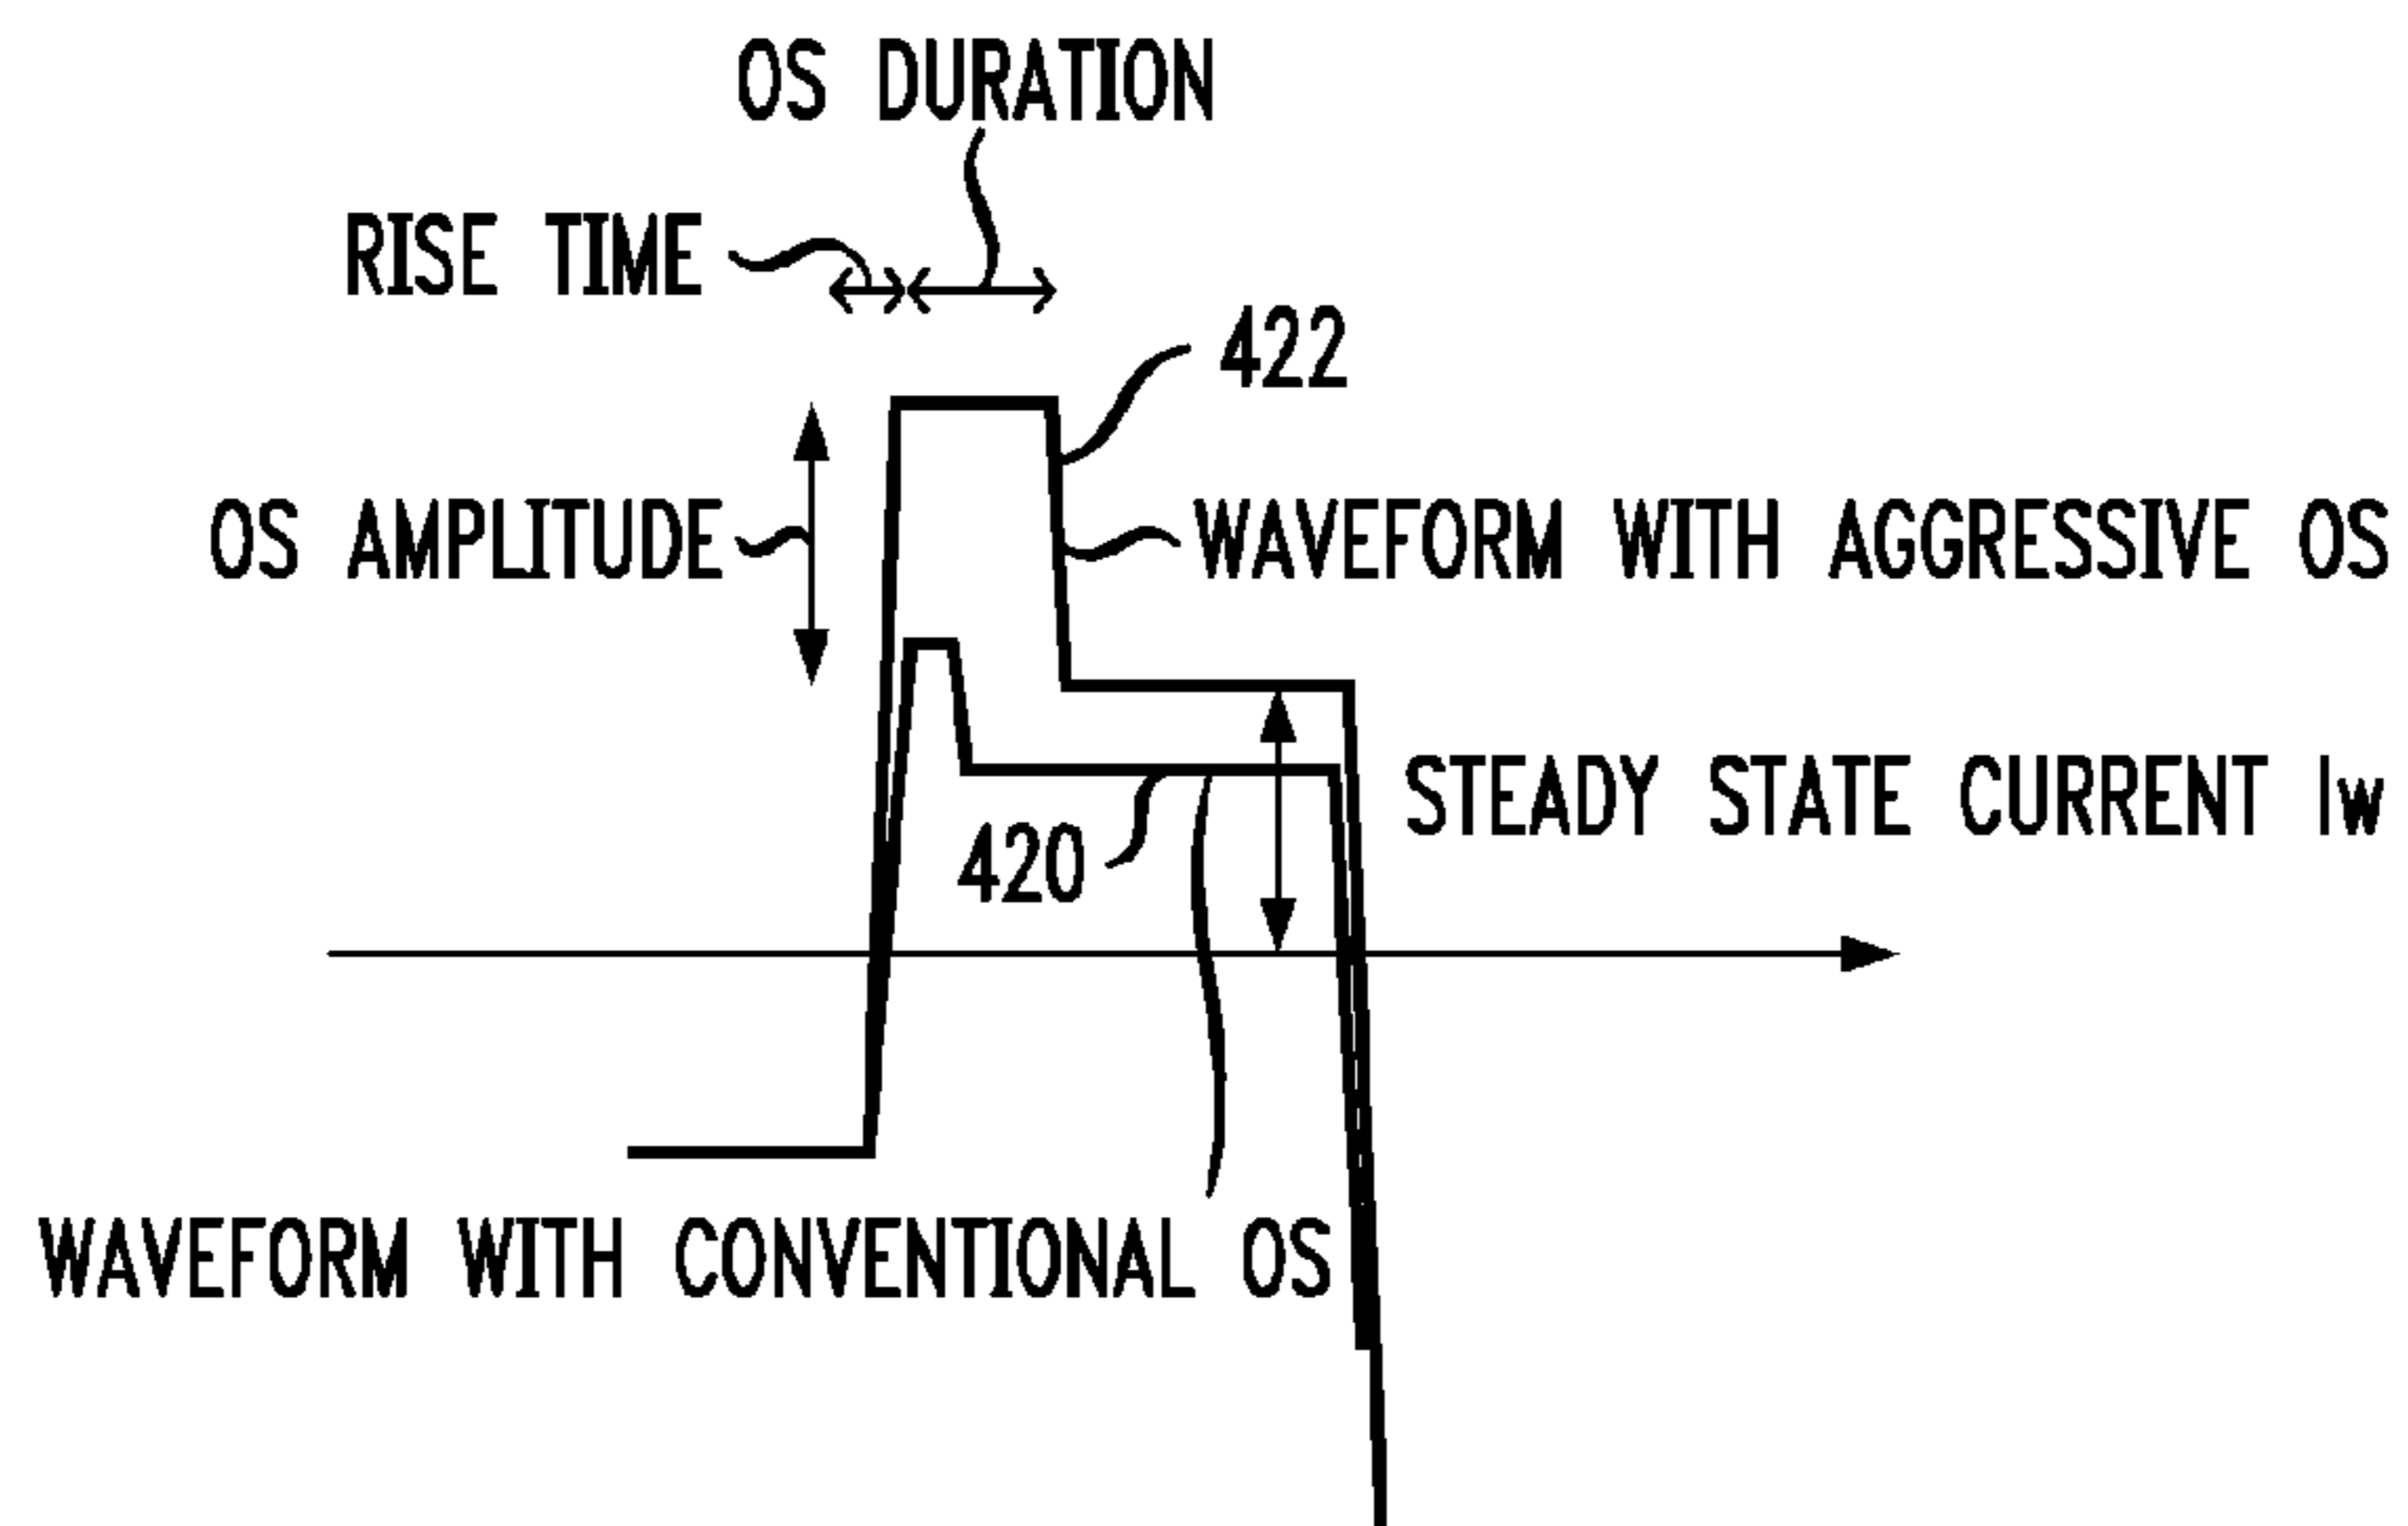 OS DURATION
RISE TIME
422
OS AMPLITUDE
WAVEFORM WITH AGGRESSIVE OS
STEADY STATE CURRENT Iw
420
WAVEFORM WITH CONVENTIONAL OS